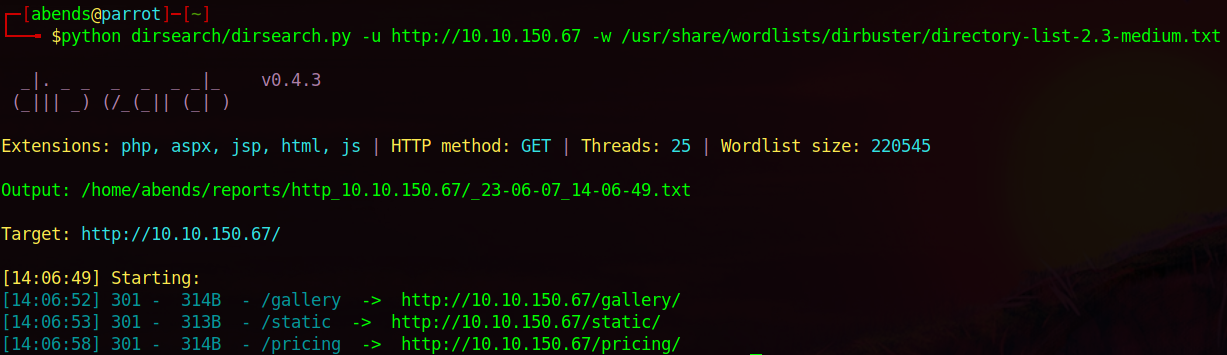 ┌─[abends@parrot]─[~]
└──╼ $python dirsearch/dirsearch.py -u http://10.10.150.67 -w /usr/share/wordlists/dirbuster/directory-list-2.3-medium.txt
  _|. _ _  _  _  _ _|_    v0.4.3
 (_||| _) (/_(_|| (_| )
Extensions: php, aspx, jsp, html, js | HTTP method: GET | Threads: 25 | Wordlist size: 220545
Output: /home/abends/reports/http_10.10.150.67/_23-06-07_14-06-49.txt
Target: http://10.10.150.67/
[14:06:49] Starting:
[14:06:52] 301 -  314B  - /gallery  ->  http://10.10.150.67/gallery/
[14:06:53] 301 -  313B  - /static  ->  http://10.10.150.67/static/
[14:06:58] 301 -  314B  - /pricing  ->  http://10.10.150.67/pricing/